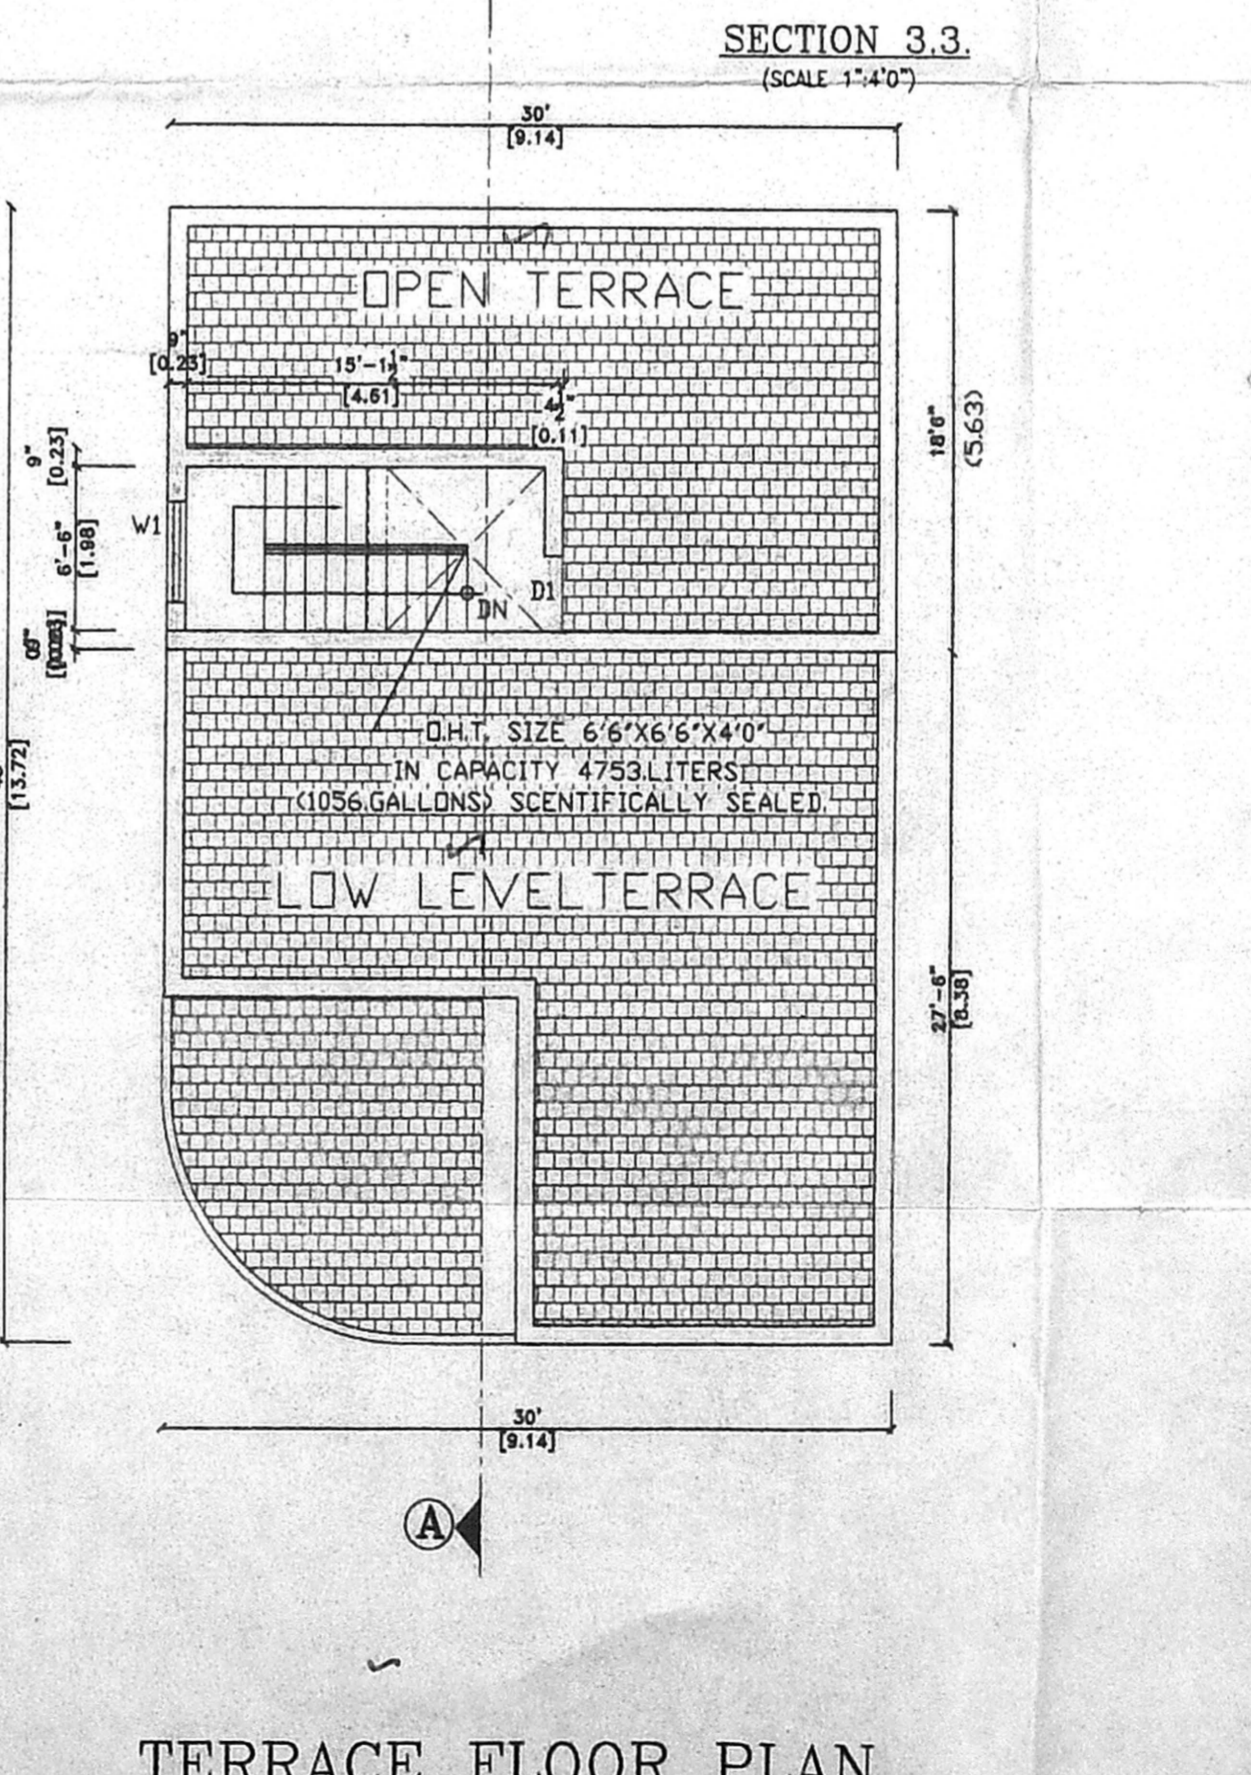 SECTION 3.3.
(SCALE 1":4'0")
30'
[9.14]
OPEN TERRACE
9"
[0.23]
15'-1½"
[4.61]
4½"
[0.11]
18'6"
(5.63)
9"
[0.23]
6'-6"
[1.98]
W1
D1
DN
O.H.T. SIZE 6'6"X6'6"X4'0"
IN CAPACITY 4753.LITERS
(1056.GALLONS) SCENTIFICALLY SEALED.
[13.72]
LOW LEVELTERRACE
27'-6"
[8.38]
30'
[9.14]
A
TERRACE FLOOR PLAN